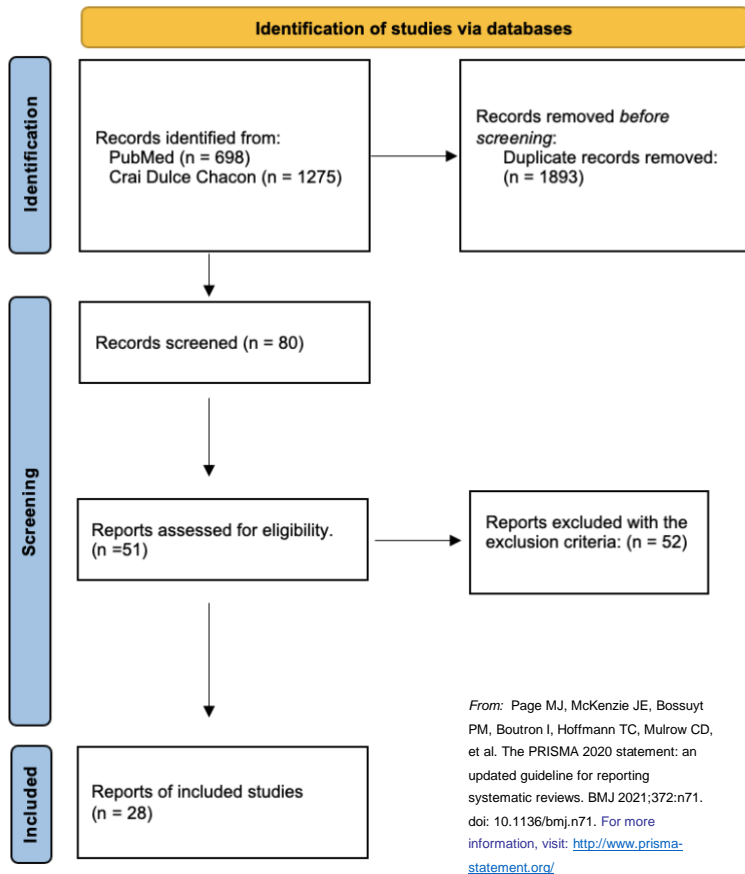 Identification of studies via databases
Identification
Records identified from:
PubMed (n = 698)
Crai Dulce Chacon (n = 1275)
Records removed before
screening:
Duplicate records removed:
(n = 1893)
Screening
Records screened (n = 80)
Reports assessed for eligibility.
(n =51)
Reports excluded with the
exclusion criteria: (n = 52)
Included
Reports of included studies
(n = 28)
From: Page MJ, McKenzie JE, Bossuyt
PM, Boutron I, Hoffmann TC, Mulrow CD,
et al. The PRISMA 2020 statement: an
updated guideline for reporting
systematic reviews. BMJ 2021;372:n71.
doi: 10.1136/bmj.n71. For more
information, visit: http://www.prisma-
statement.org/